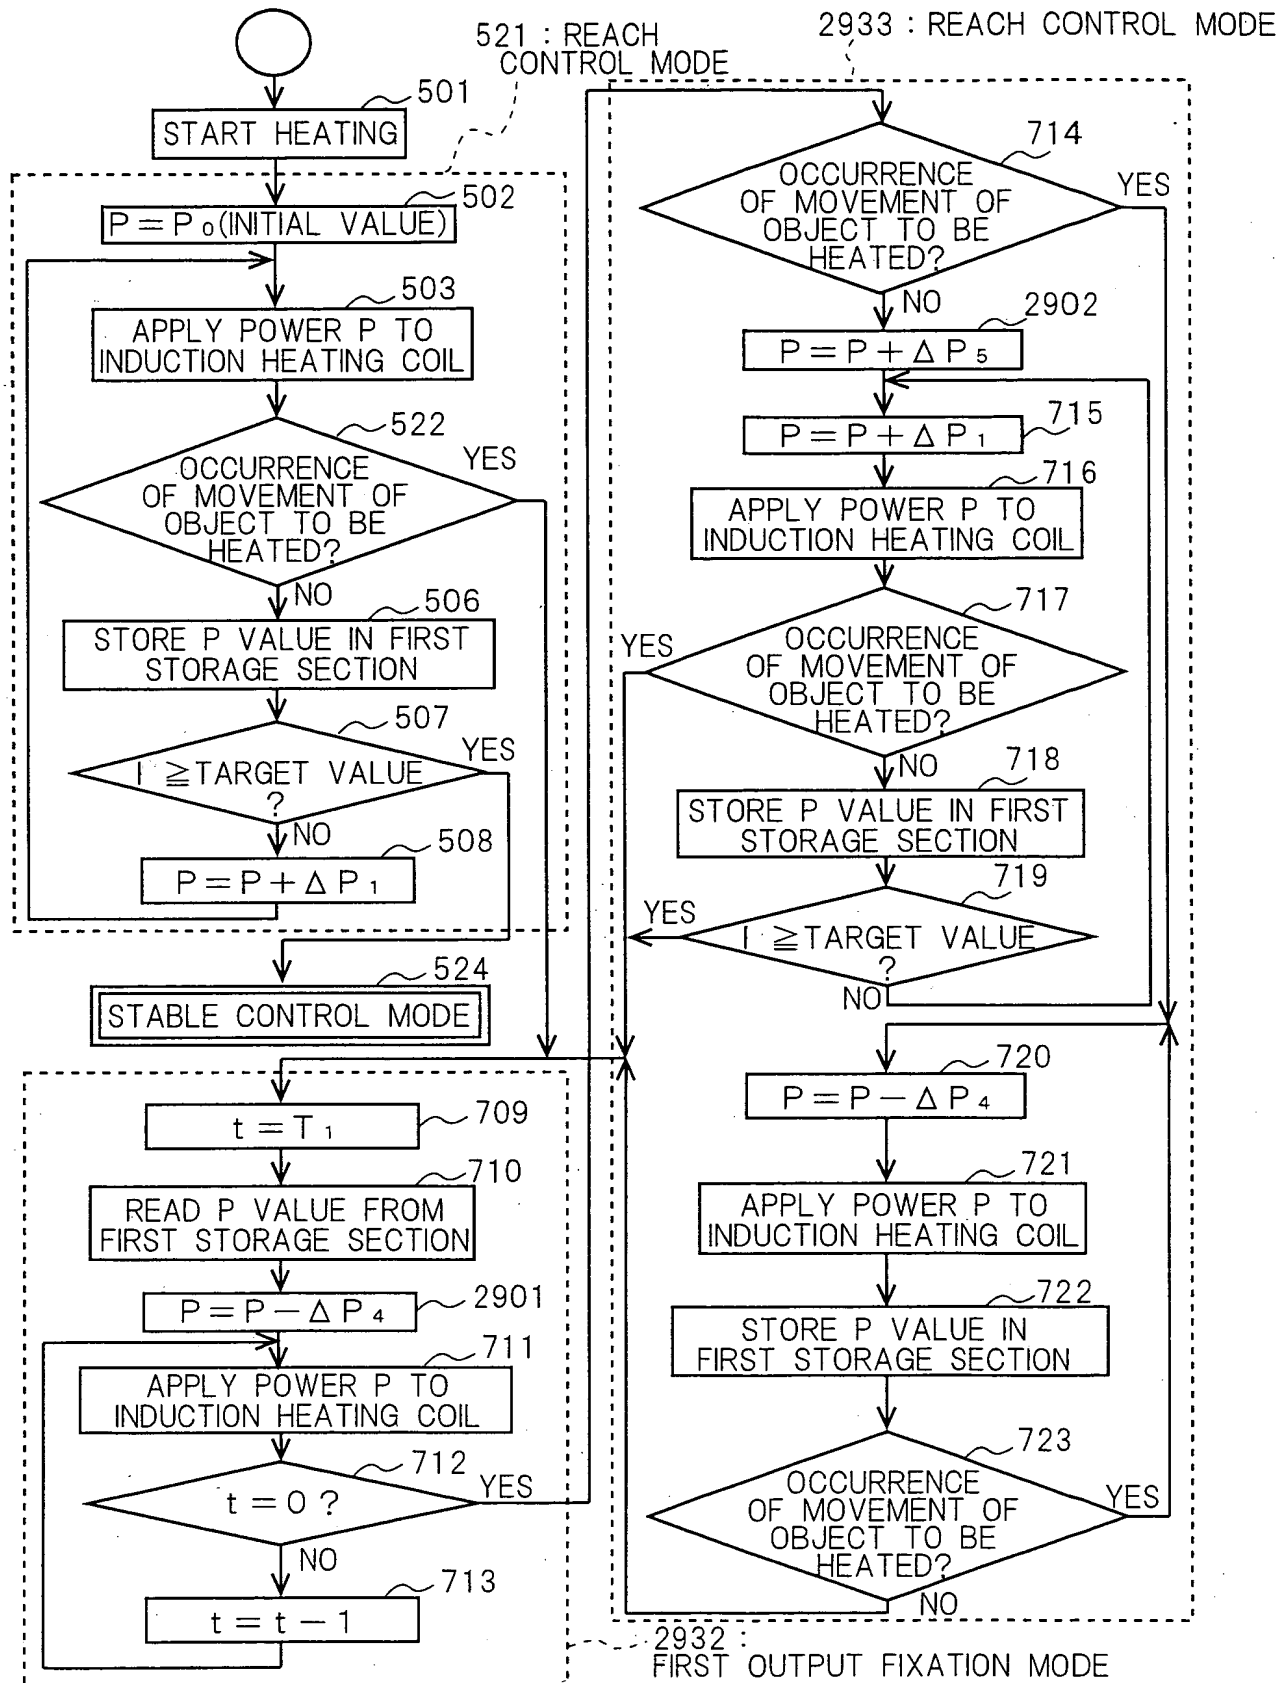 521 : REACH
CONTROL MODE
501
START HEATING
502
P = P 0 (INITIAL VALUE)
503
APPLY POWER P TO
INDUCTION HEATING COIL
522
YES
OCCURRENCE
OF MOVEMENT OF
OBJECT TO BE
HEATED?
NO
506
STORE P VALUE IN FIRST
STORAGE SECTION
507
YES
I ≧ TARGET VALUE
?
NO
508
P = P + Δ P 1
524
STABLE CONTROL MODE
709
t = T 1
710
READ P VALUE FROM
FIRST STORAGE SECTION
P = P − Δ P 4
2901
711
APPLY POWER P TO
INDUCTION HEATING COIL
712
YES
t = 0 ?
NO
713
t = t − 1
2932 :
FIRST OUTPUT FIXATION MODE
2933 : REACH CONTROL MODE
714
YES
OCCURRENCE
OF MOVEMENT OF
OBJECT TO BE
HEATED?
NO
2902
P = P + Δ P 5
715
P = P + Δ P 1
716
APPLY POWER P TO
INDUCTION HEATING COIL
717
YES
OCCURRENCE
OF MOVEMENT OF
OBJECT TO BE
HEATED?
NO
718
STORE P VALUE IN FIRST
STORAGE SECTION
719
YES
I ≧ TARGET VALUE
?
NO
720
P = P − Δ P 4
721
APPLY POWER P TO
INDUCTION HEATING COIL
722
STORE P VALUE IN
FIRST STORAGE SECTION
723
YES
OCCURRENCE
OF MOVEMENT OF
OBJECT TO BE
HEATED?
NO